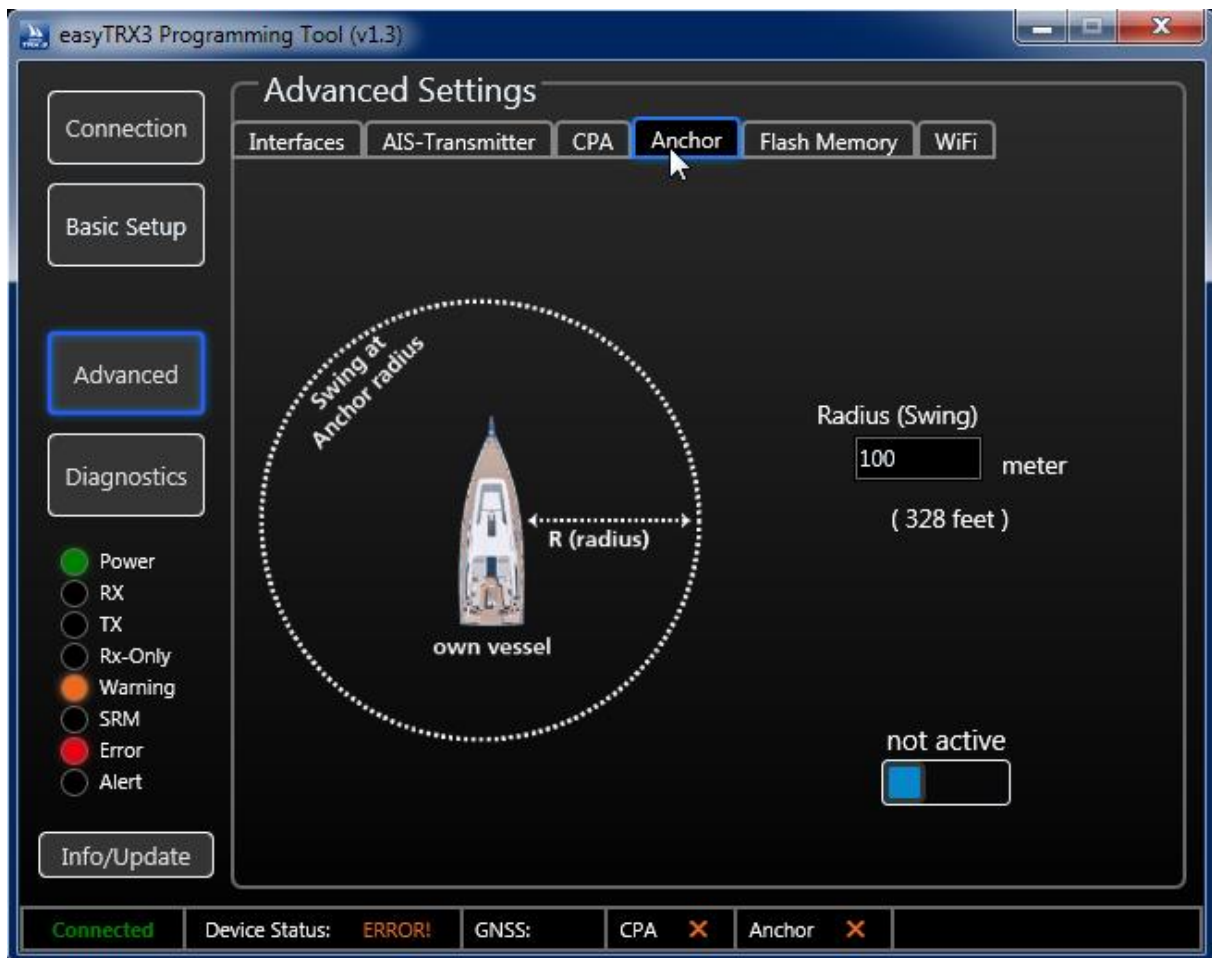 easyTRX3 Programming Tool (v1.3)
Connection
Basic Setup
Advanced
Diagnostics
Power
RX
TX
Rx-Only
Warning
SRM
Error
Alert
Info/Update
Advanced Settings
Interfaces AIS-Transmitter CPA Anchor Flash Memory WiFi
Swing at
Anchor radius
R (radius)
own vessel
Radius (Swing)
100 meter
( 328 feet )
not active
Connected Device Status: ERROR! GNSS: CPA ✕ Anchor ✕